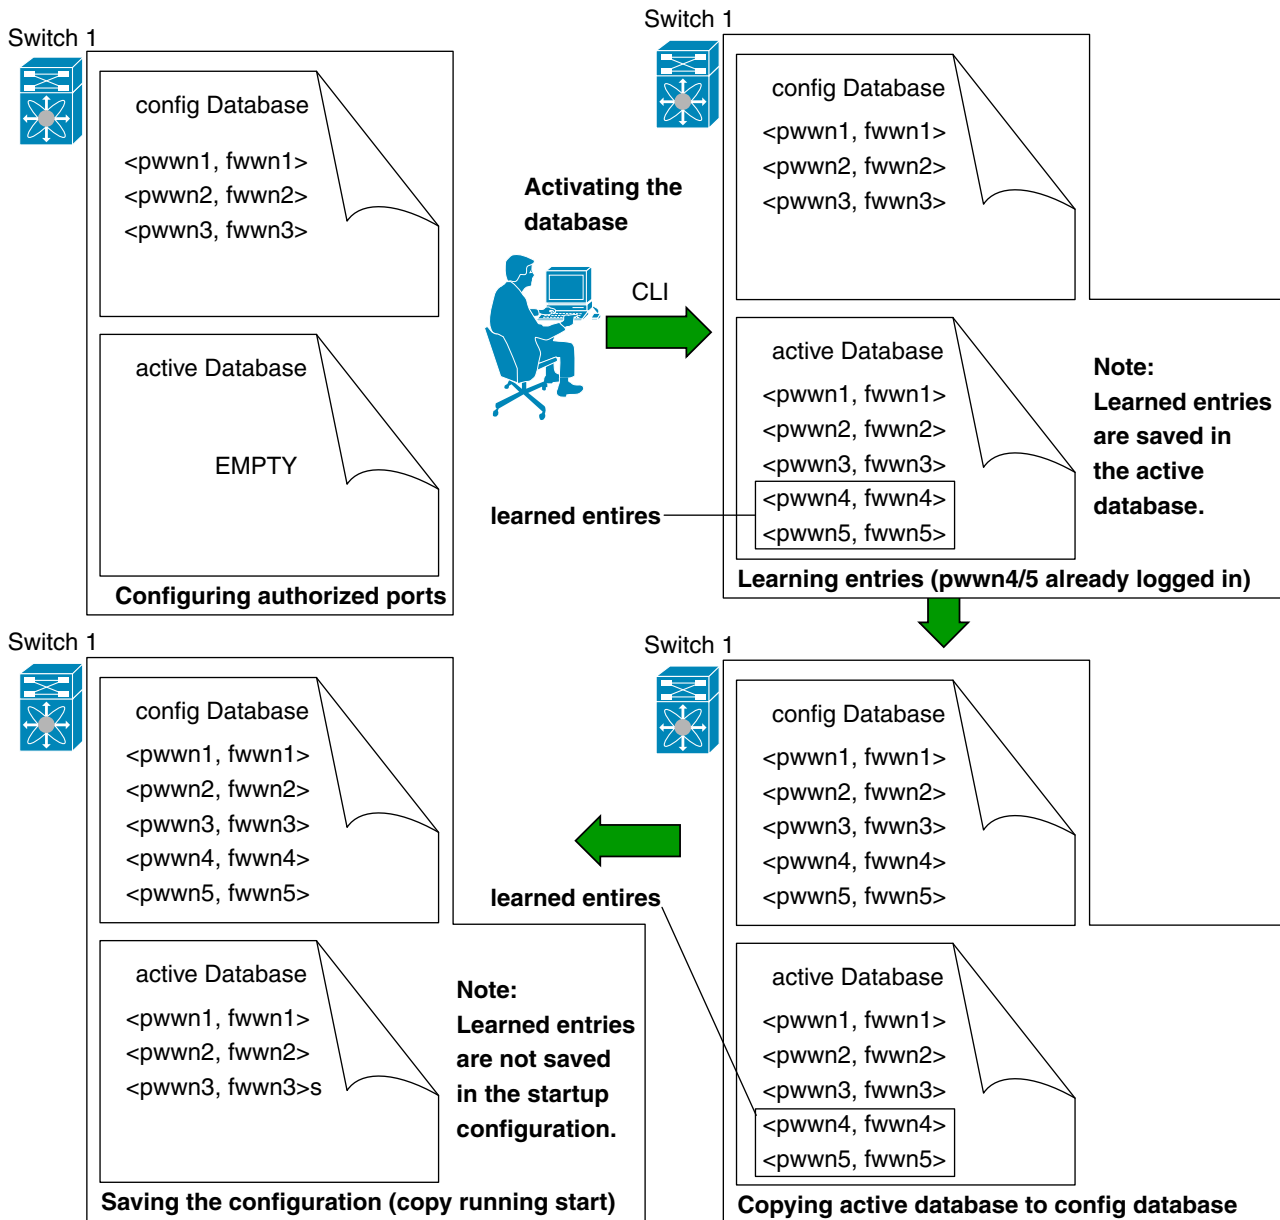 Switch 1
config Database
<pwwn1, fwwn1>
<pwwn2, fwwn2>
<pwwn3, fwwn3>
active Database
EMPTY
Configuring authorized ports
Activating the
database
CLI
Switch 1
config Database
<pwwn1, fwwn1>
<pwwn2, fwwn2>
<pwwn3, fwwn3>
active Database
<pwwn1, fwwn1>
<pwwn2, fwwn2>
<pwwn3, fwwn3>
<pwwn4, fwwn4>
<pwwn5, fwwn5>
learned entires
Note:
Learned entries
are saved in
the active
database.
Learning entries (pwwn4/5 already logged in)
Switch 1
config Database
<pwwn1, fwwn1>
<pwwn2, fwwn2>
<pwwn3, fwwn3>
<pwwn4, fwwn4>
<pwwn5, fwwn5>
active Database
<pwwn1, fwwn1>
<pwwn2, fwwn2>
<pwwn3, fwwn3>s
Note:
Learned entries
are not saved
in the startup
configuration.
Saving the configuration (copy running start)
Switch 1
config Database
<pwwn1, fwwn1>
<pwwn2, fwwn2>
<pwwn3, fwwn3>
<pwwn4, fwwn4>
<pwwn5, fwwn5>
learned entires
active Database
<pwwn1, fwwn1>
<pwwn2, fwwn2>
<pwwn3, fwwn3>
<pwwn4, fwwn4>
<pwwn5, fwwn5>
Copying active database to config database